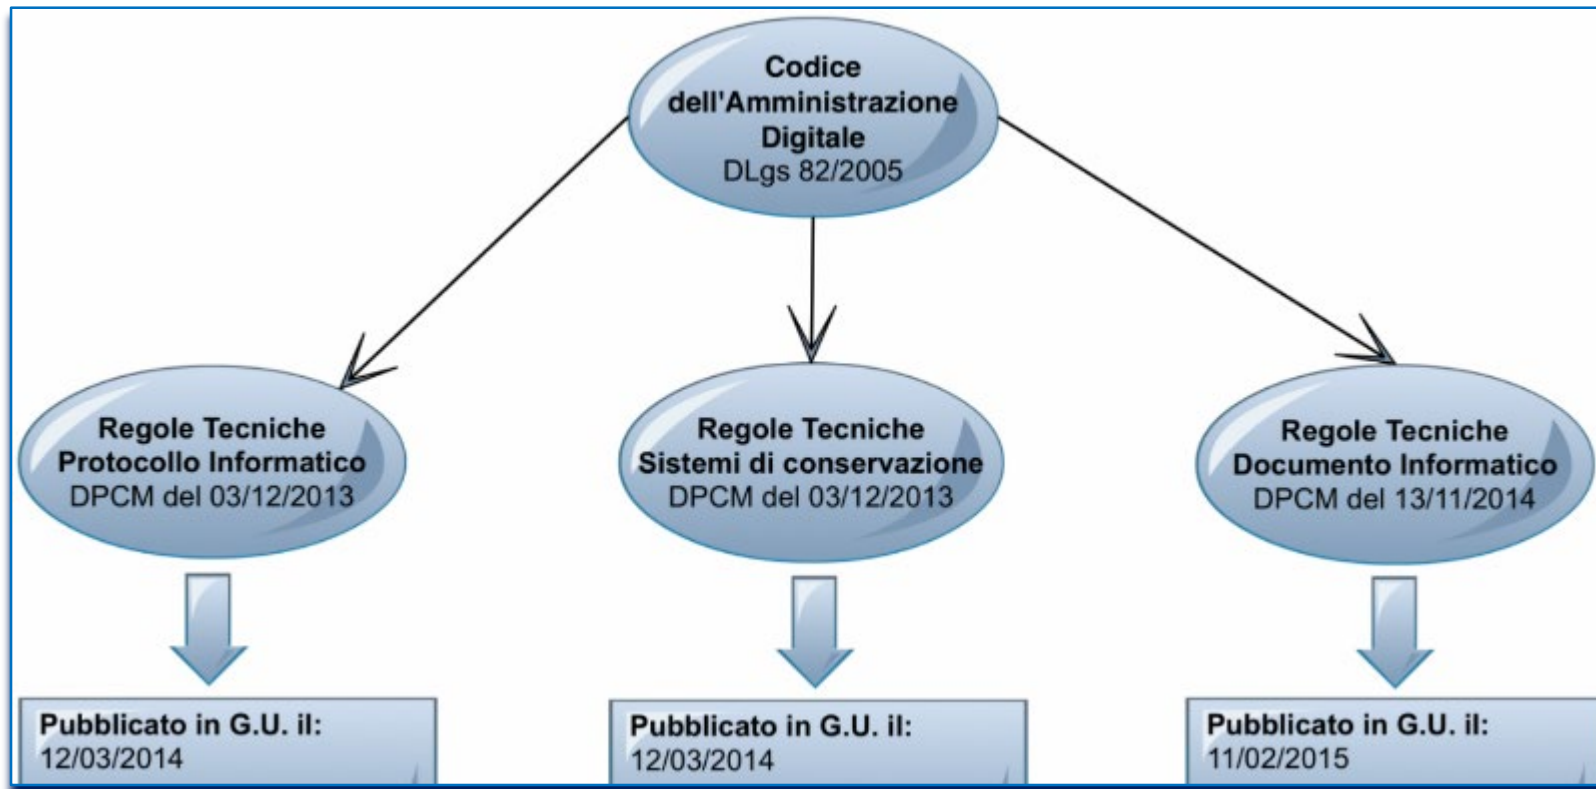 Codice
dell'Amministrazione
Digitale
DLgs 82/2005
Regole Tecniche
Protocollo Informatico
DPCM del 03/12/2013
Regole Tecniche
Sistemi di conservazione
DPCM del 03/12/2013
Regole Tecniche
Documento Informatico
DPCM del 13/11/2014
Pubblicato in G.U. il:
12/03/2014
Pubblicato in G.U. il:
12/03/2014
Pubblicato in G.U. il:
11/02/2015